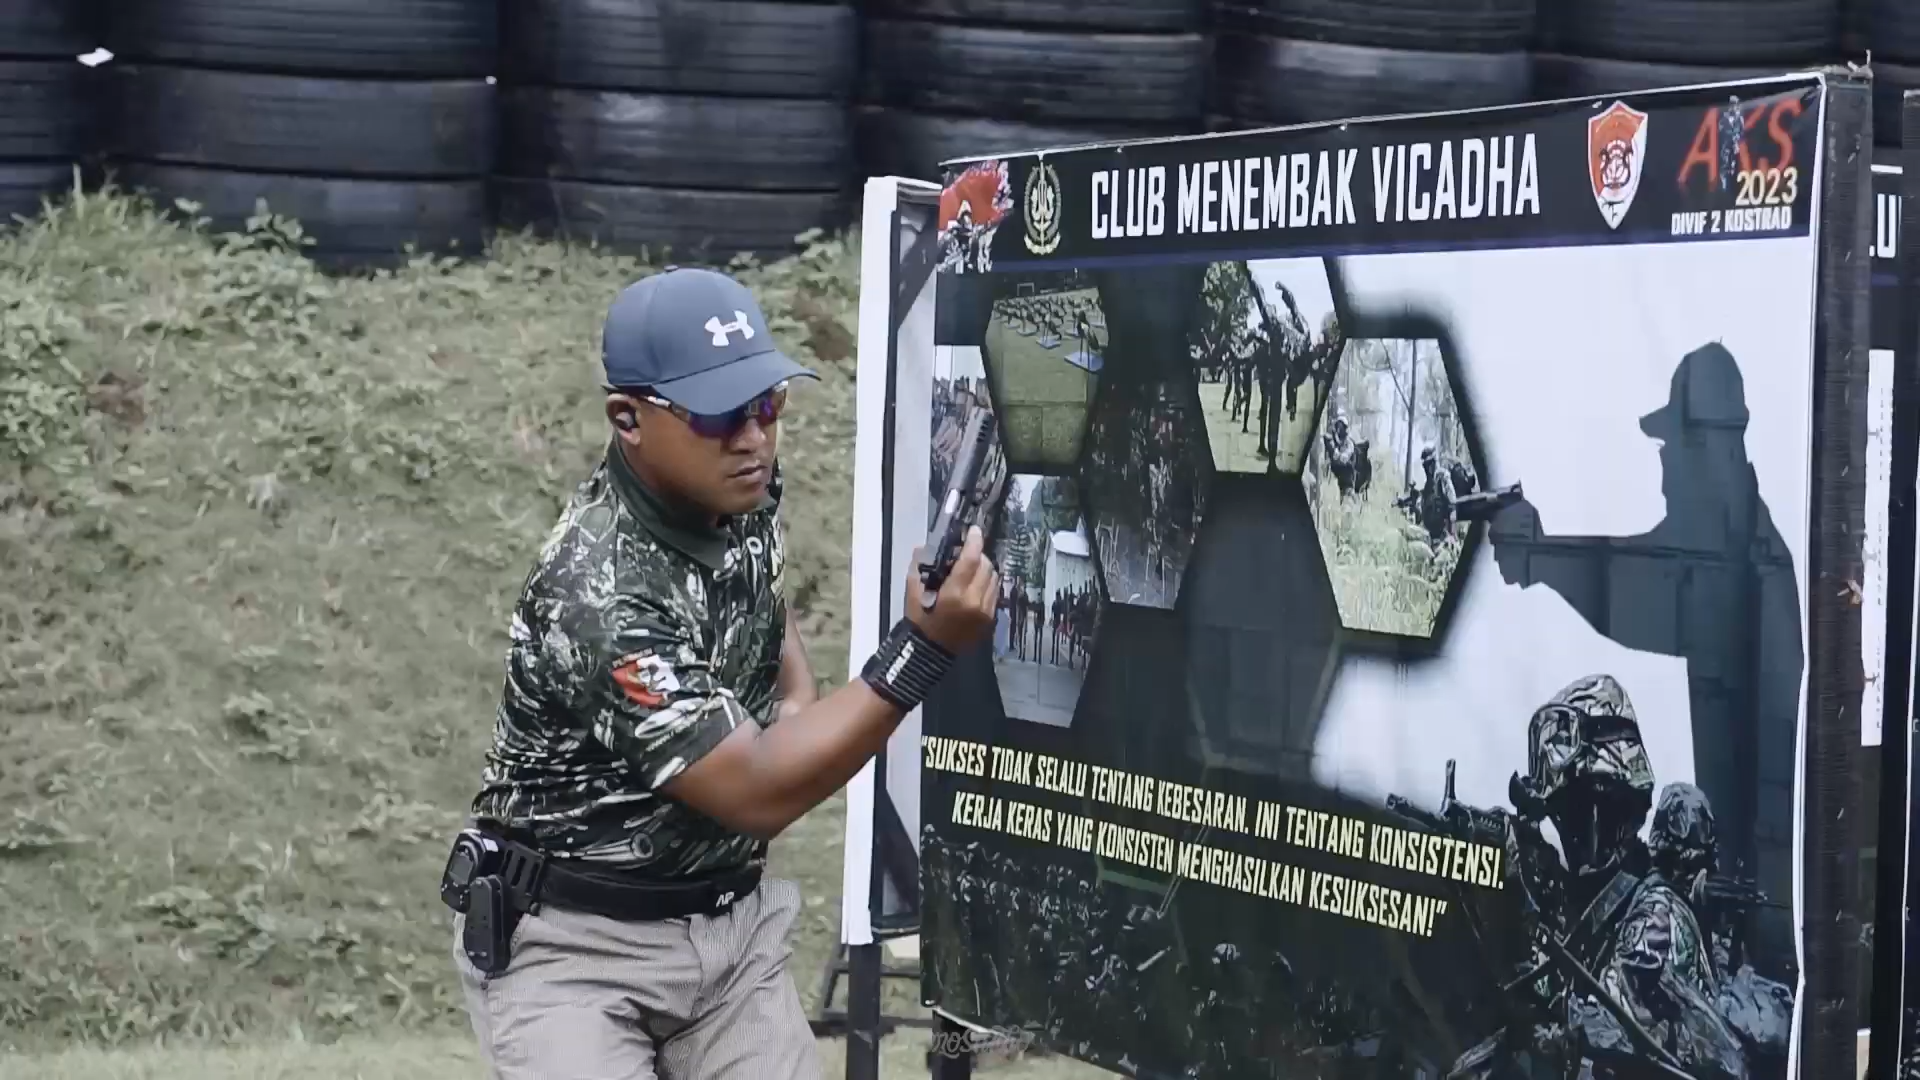 CLUB MENEMBAK VICADHA
AKS
2023
DIVIF 2 KOSTRAD
"SUKSES TIDAK SELALU TENTANG KEBESARAN. INI TENTANG KONSISTENSI.
KERJA KERAS YANG KONSISTEN MENGHASILKAN KESUKSESAN!"